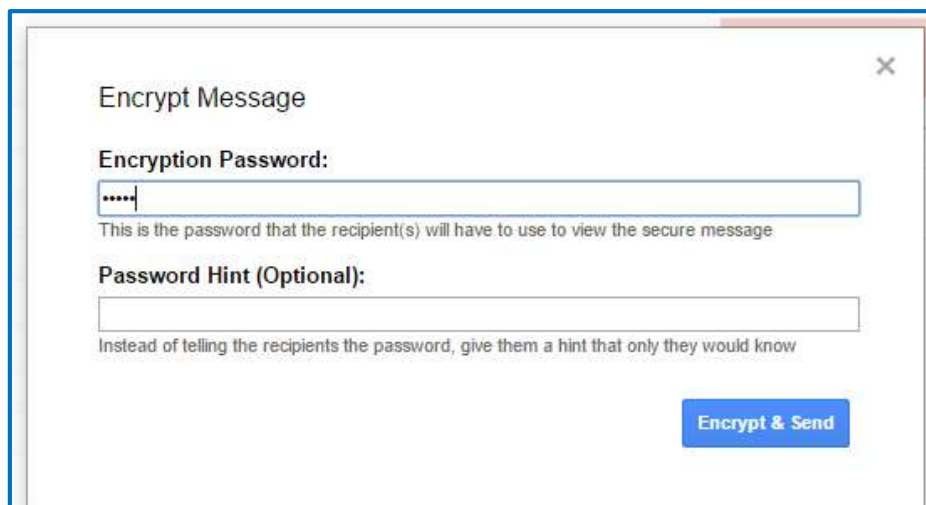 Encrypt Message
Encryption Password:
•••••
This is the password that the recipient(s) will have to use to view the secure message
Password Hint (Optional):
Instead of telling the recipients the password, give them a hint that only they would know
Encrypt & Send